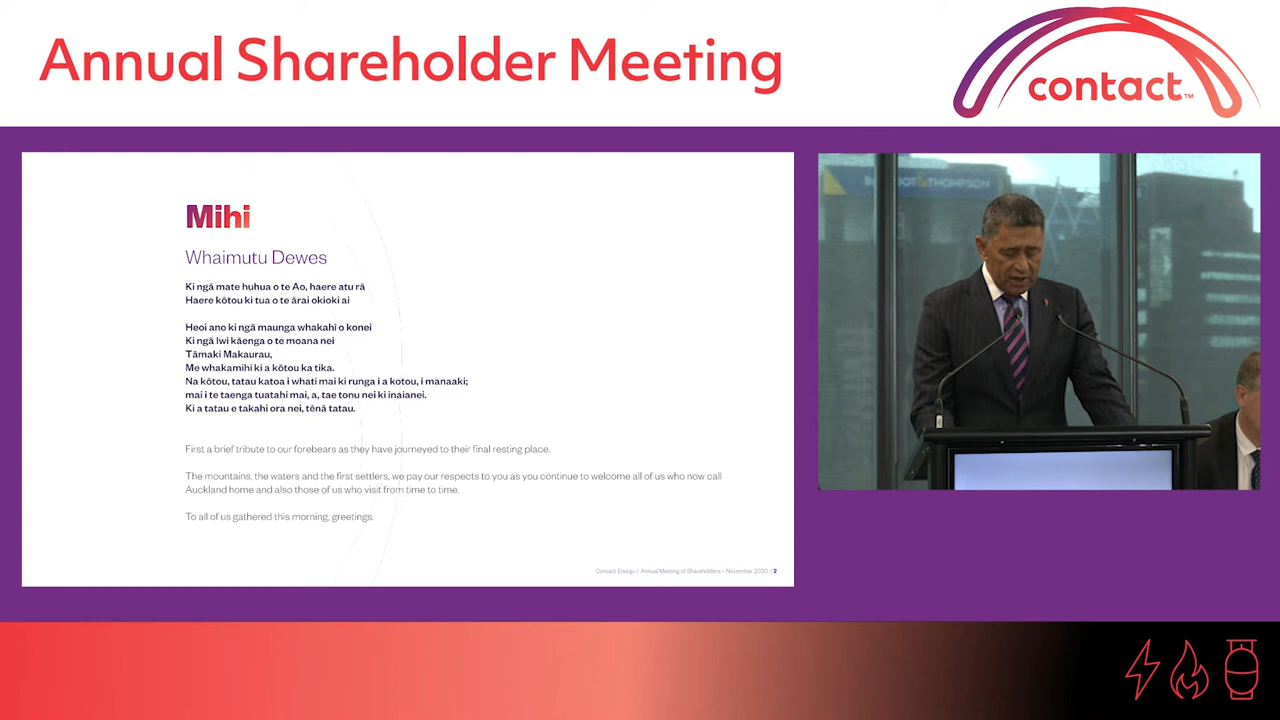 Annual Shareholder Meeting
contact™
Mihi
Whaimutu Dewes
Ki ngā mate huhua o te Ao, haere atu rā
Haere kōtou ki tua o te ārai okioki ai
Heoi ano ki ngā maunga whakahī o konei
Ki ngā Iwi kāenga o te moana nei
Tāmaki Makaurau,
Me whakamihi ki a kōtou ka tika.
Na kōtou, tatau katoa i whati mai ki runga i a kotou, i manaaki;
mai i te taenga tuatahi mai, a, tae tonu nei ki inaianei.
Ki a tatau e takahi ora nei, tēnā tatau.
First a brief tribute to our forebears as they have journeyed to their final resting place.
The mountains, the waters and the first settlers, we pay our respects to you as you continue to welcome all of us who now call
Auckland home and also those of us who visit from time to time.
To all of us gathered this morning, greetings.
Contact Energy / Annual Meeting of Shareholders – November 2020 / 2
&THOMPSON